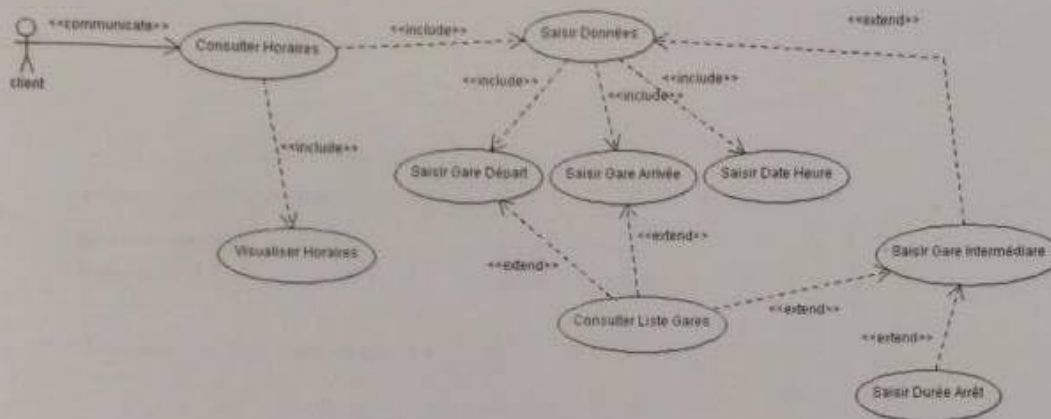 <<communicate>>
client
Consulter Horaires
<<include>>
Saisir Données
<<extend>>
<<include>>
<<include>>
<<include>>
<<include>>
Saisir Gare Départ
Saisir Gare Arrivée
Saisir Date Heure
Visualiser Horaires
<<extend>>
<<extend>>
Saisir Gare Intermédiare
Consulter Liste Gares
<<extend>>
<<extend>>
Saisir Durée Arrêt